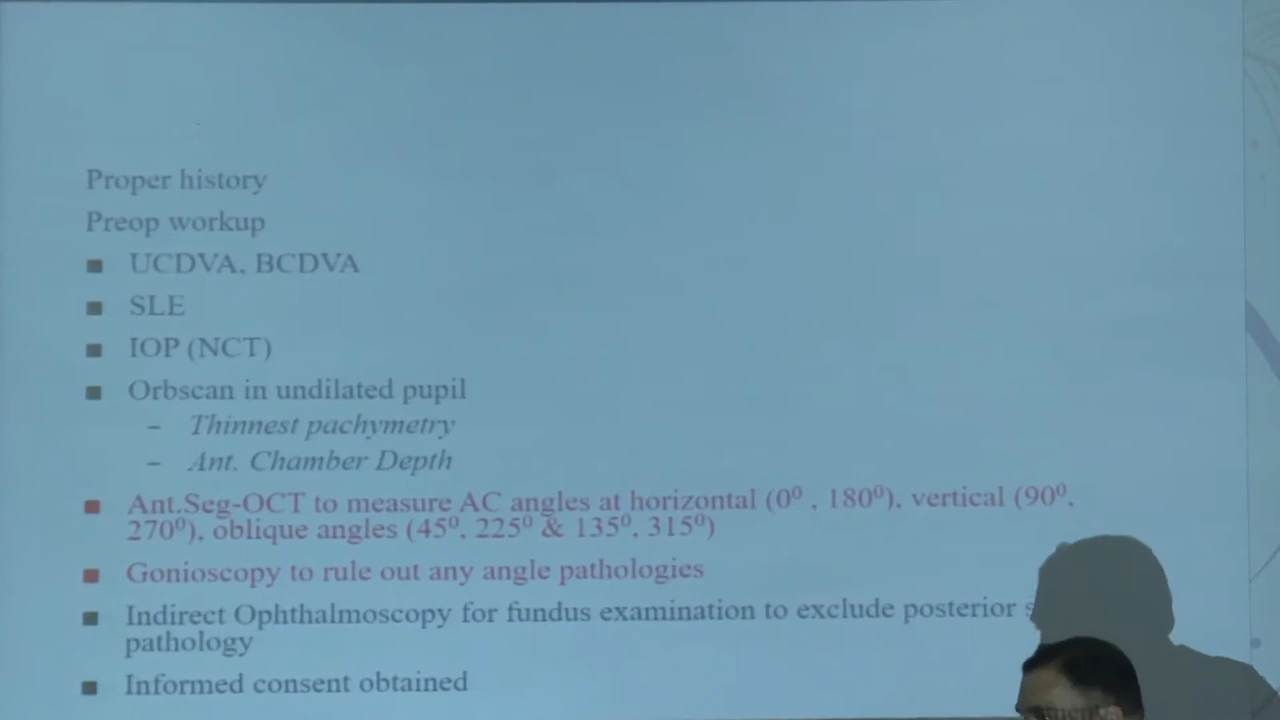 Proper history
Preop workup
■ UCDVA, BCDVA
■ SLE
■ IOP (NCT)
■ Orbscan in undilated pupil
– Thinnest pachymetry
– Ant. Chamber Depth
■ Ant.Seg-OCT to measure AC angles at horizontal (0⁰ , 180⁰), vertical (90⁰,
270⁰), oblique angles (45⁰, 225⁰ & 135⁰, 315⁰)
■ Gonioscopy to rule out any angle pathologies
■ Indirect Ophthalmoscopy for fundus examination to exclude posterior
pathology
■ Informed consent obtained